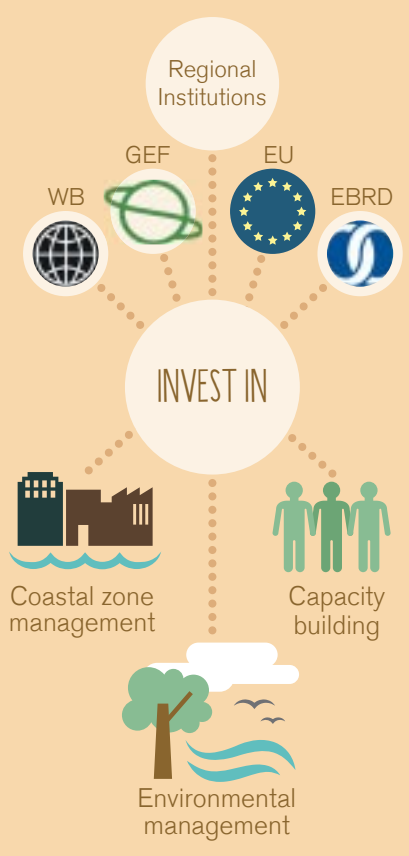 Regional
Institutions
GEF
EU
WB
EBRD
INVEST IN
Coastal zone
management
Capacity
building
Environmental
management